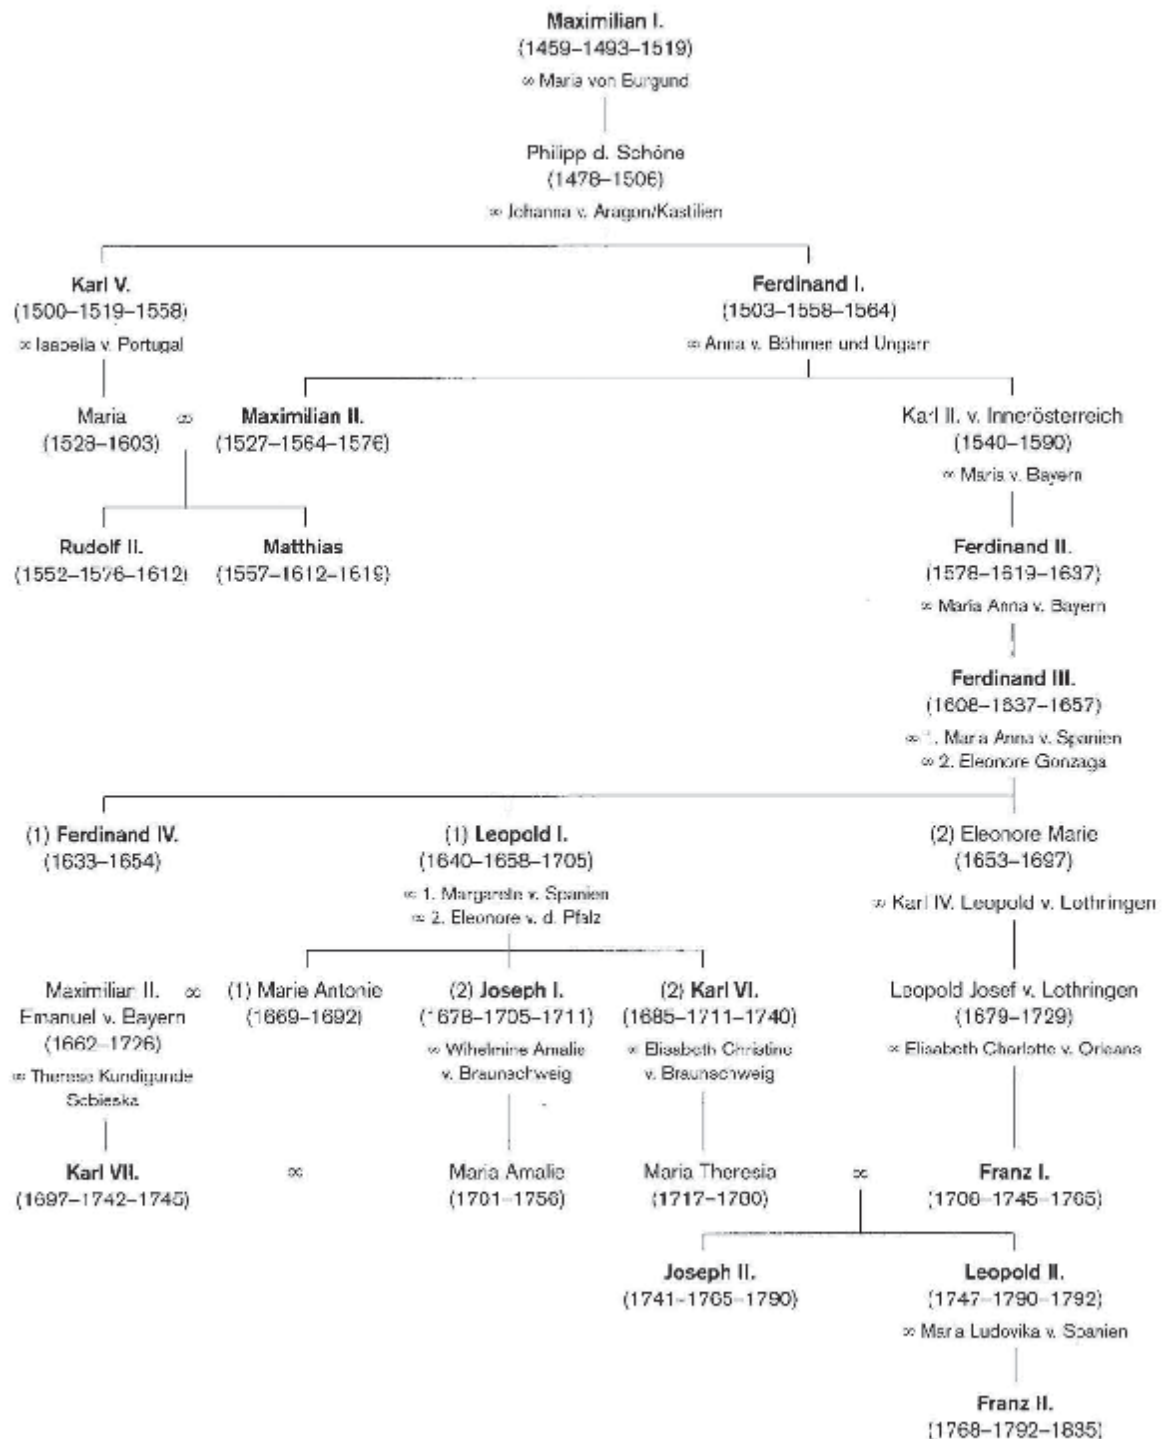 Maximilian I.
(1459–1493–1519)
∞ Maria von Burgund
Philipp d. Schöne
(1478–1506)
∞ Johanna v. Aragon/Kastilien
Karl V.
(1500–1519–1558)
∞ Isabella v. Portugal
Ferdinand I.
(1503–1558–1564)
∞ Anna v. Böhmen und Ungarn
Maria
(1528–1603)
∞
Maximilian II.
(1527–1564–1576)
Karl II. v. Innerösterreich
(1540–1590)
∞ Maria v. Bayern
Rudolf II.
(1552–1576–1612)
Matthias
(1557–1612–1619)
Ferdinand II.
(1578–1619–1637)
∞ Maria Anna v. Bayern
Ferdinand III.
(1608–1637–1657)
∞ 1. Maria Anna v. Spanien
∞ 2. Eleonore Gonzaga
(1) Ferdinand IV.
(1633–1654)
(1) Leopold I.
(1640–1658–1705)
∞ 1. Margarete v. Spanien
∞ 2. Eleonore v. d. Pfalz
(2) Eleonore Marie
(1653–1697)
∞ Karl IV. Leopold v. Lothringen
Maximilian II.
Emanuel v. Bayern
(1662–1726)
∞ Therese Kundigunde
Sobieska
∞
(1) Marie Antonie
(1669–1692)
(2) Joseph I.
(1678–1705–1711)
∞ Wilhelmine Amalie
v. Braunschweig
(2) Karl VI.
(1685–1711–1740)
∞ Elisabeth Christine
v. Braunschweig
Leopold Josef v. Lothringen
(1679–1729)
∞ Elisabeth Charlotte v. Orleans
Karl VII.
(1697–1742–1745)
∞
Maria Amalie
(1701–1756)
Maria Theresia
(1717–1780)
∞
Franz I.
(1708–1745–1765)
Joseph II.
(1741–1765–1790)
Leopold II.
(1747–1790–1792)
∞ Maria Ludovika v. Spanien
Franz II.
(1768–1792–1835)